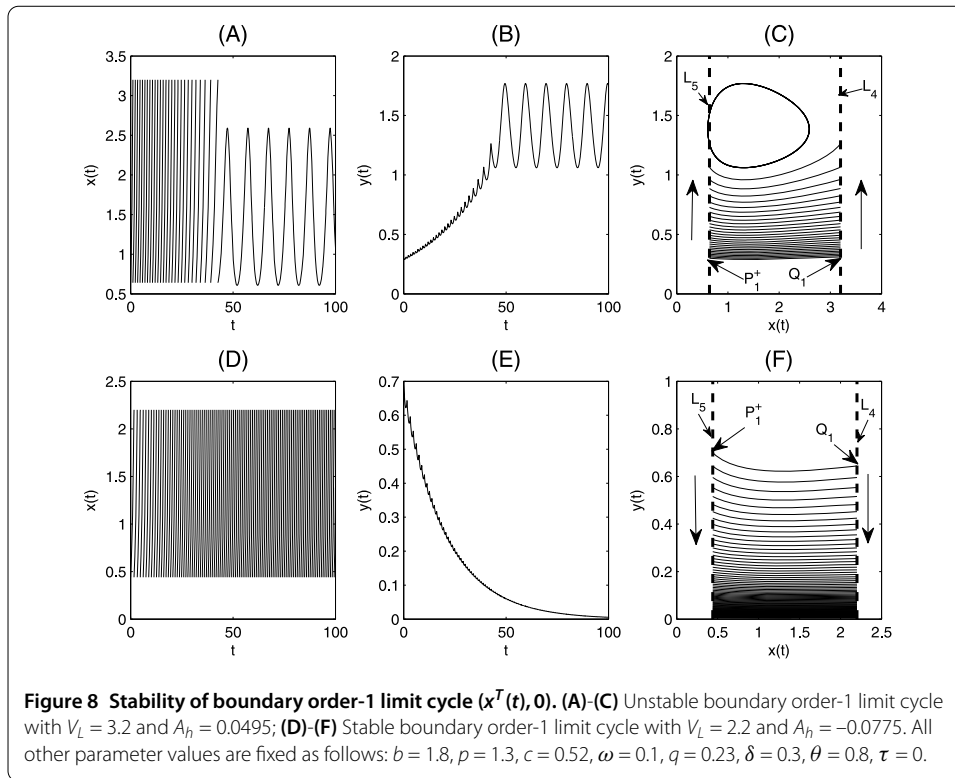 (A)
(B)
(C)
3.5
3
2.5
2
1.5
1
0.5
0
50
100
x(t)
t
2
1.5
1
0.5
0
0
50
100
y(t)
t
2
1.5
1
0.5
0
0
1
2
3
4
y(t)
x(t)
L5
L4
P1+
Q1
(D)
(E)
(F)
2.5
2
1.5
1
0.5
0
0
50
100
x(t)
t
0.7
0.6
0.5
0.4
0.3
0.2
0.1
0
0
50
100
y(t)
t
1
0.8
0.6
0.4
0.2
0
0.5
1
1.5
2
2.5
y(t)
x(t)
L5
P1+
L4
Q1
Figure 8 Stability of boundary order-1 limit cycle (x^T(t), 0). (A)-(C) Unstable boundary order-1 limit cycle
with V_L = 3.2 and A_h = 0.0495; (D)-(F) Stable boundary order-1 limit cycle with V_L = 2.2 and A_h = –0.0775. All
other parameter values are fixed as follows: b = 1.8, p = 1.3, c = 0.52, ω = 0.1, q = 0.23, δ = 0.3, θ = 0.8, τ = 0.